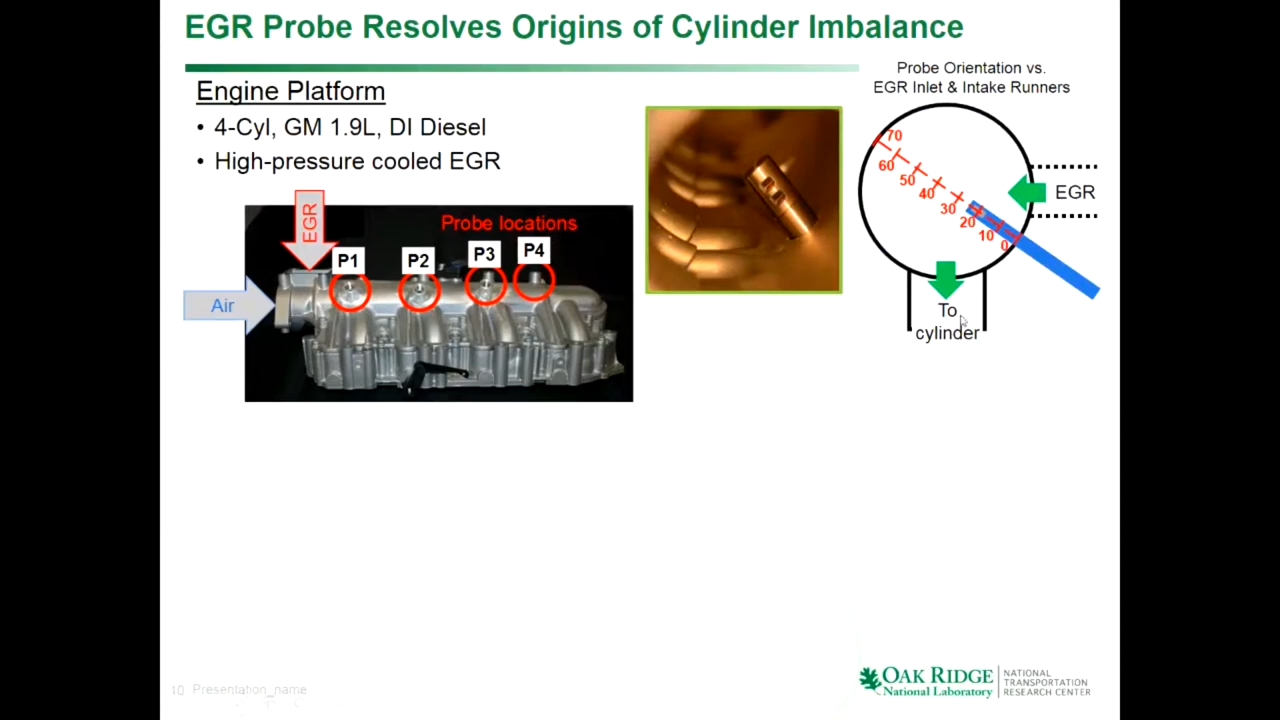 EGR Probe Resolves Origins of Cylinder Imbalance
Engine Platform
• 4-Cyl, GM 1.9L, DI Diesel
• High-pressure cooled EGR
EGR
Air
Probe locations
P1
P2
P3
P4
Probe Orientation vs.
EGR Inlet & Intake Runners
70
60
50
40
30
20
10
0
EGR
To
cylinder
10 Presentation_name
OAK RIDGE
National Laboratory
NATIONAL
TRANSPORTATION
RESEARCH CENTER